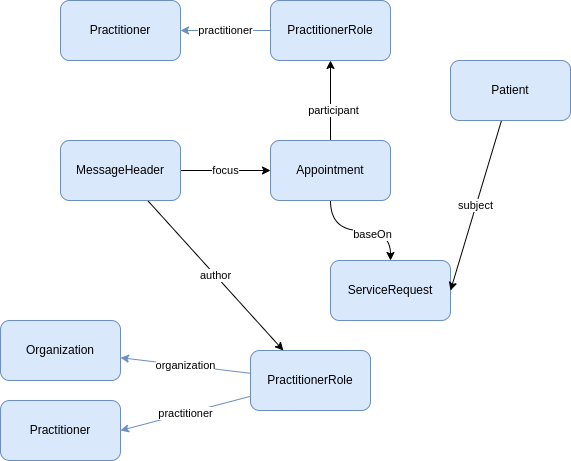 Practitioner
practitioner
PractitionerRole
Patient
participant
MessageHeader
focus
Appointment
subject
baseOn
author
ServiceRequest
Organization
organization
PractitionerRole
practitioner
Practitioner